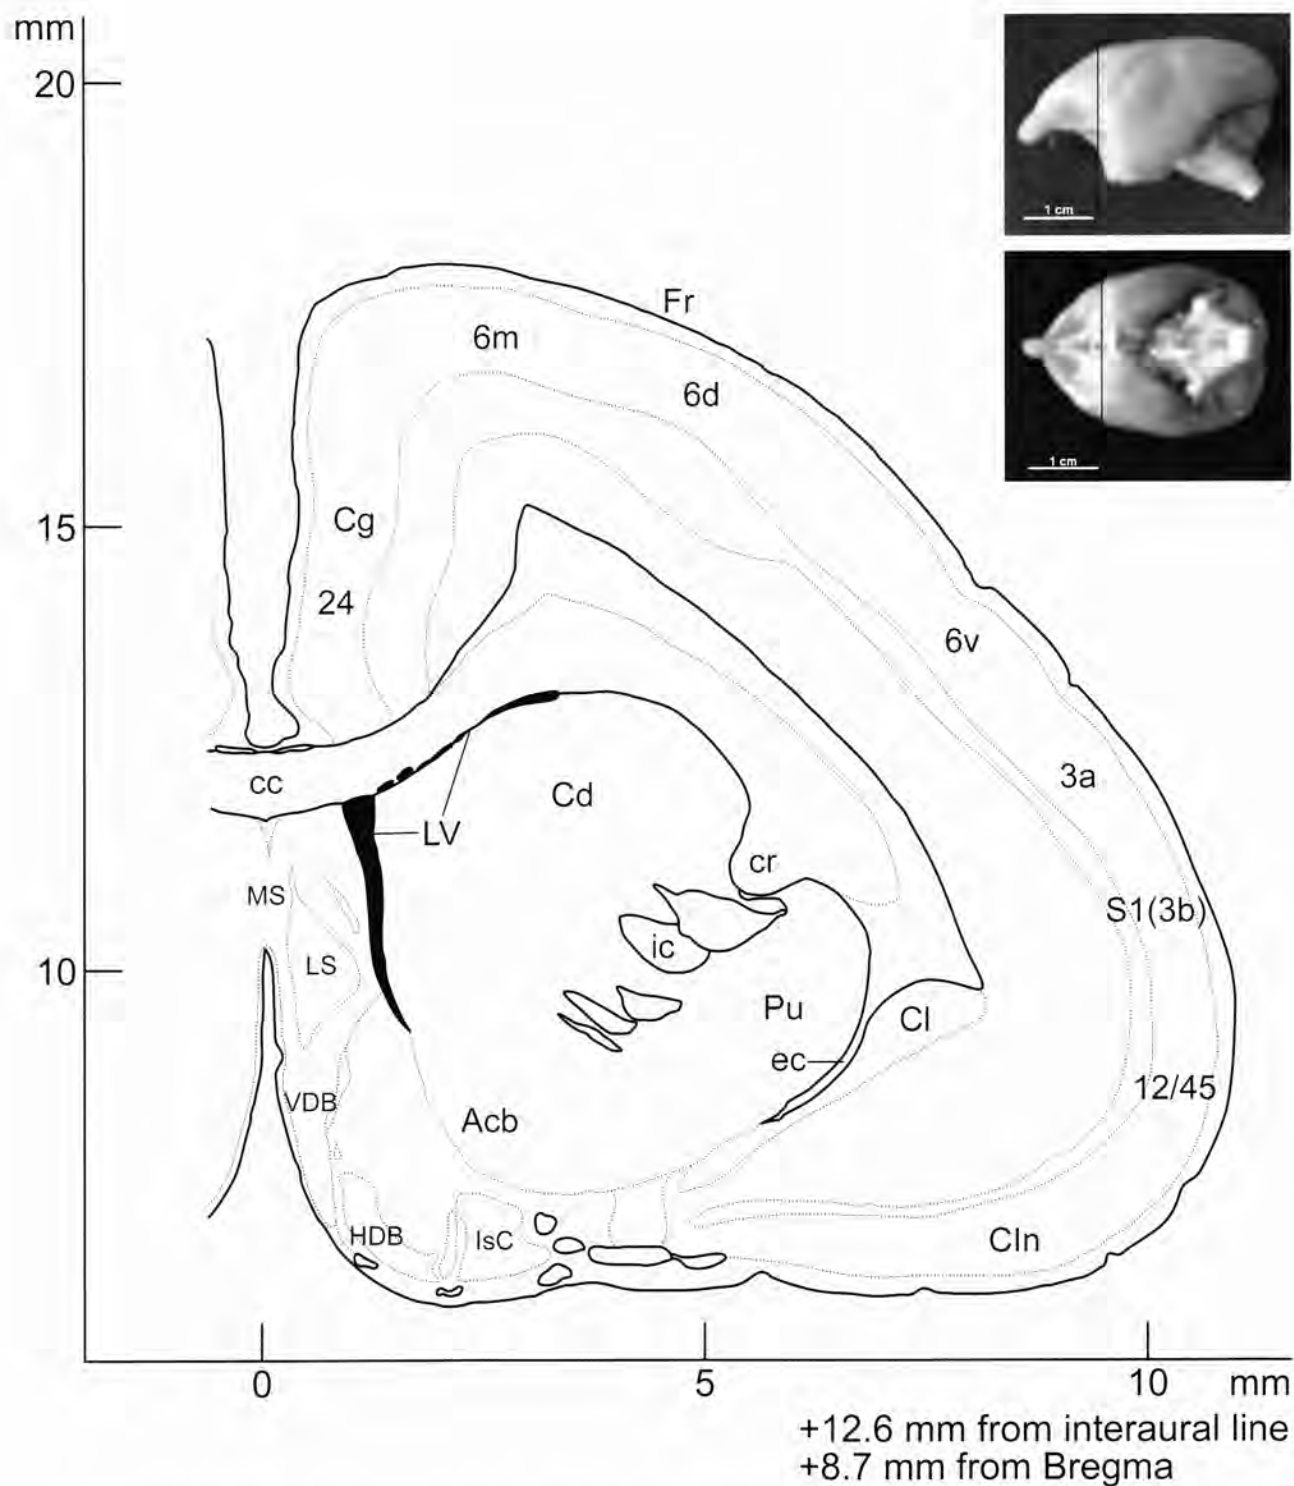 mm
20
1 cm
Fr
6m
6d
1 cm
15
Cg
24
6v
3a
cc
Cd
LV
cr
MS
S1(3b)
ic
LS
10
Pu
Cl
ec
VDB
12/45
Acb
HDB
IsC
Cln
0
5
10
mm
+12.6 mm from interaural line
+8.7 mm from Bregma